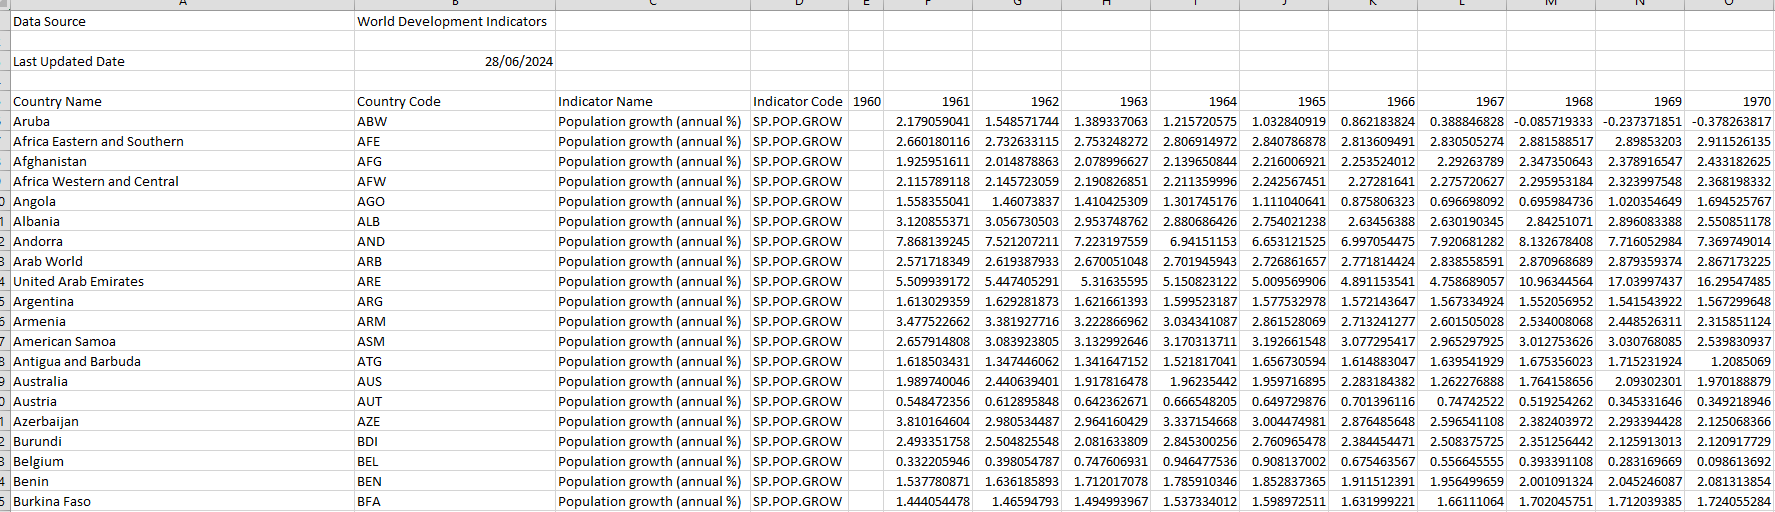 Data Source World Development Indicators
Last Updated Date 28/06/2024
Country Name Country Code Indicator Name Indicator Code 1960 1961 1962 1963 1964 1965 1966 1967 1968 1969 1970
Aruba ABW Population growth (annual %) SP.POP.GROW 2.179059041 1.548571744 1.389337063 1.215720575 1.032840919 0.862183824 0.388846828 -0.085719333 -0.237371851 -0.378263817
Africa Eastern and Southern AFE Population growth (annual %) SP.POP.GROW 2.660180116 2.732633115 2.753248272 2.806914972 2.840786878 2.813609491 2.830505274 2.881588517 2.89853203 2.911526135
Afghanistan AFG Population growth (annual %) SP.POP.GROW 1.925951611 2.014878863 2.078996627 2.139650844 2.216006921 2.253524012 2.29263789 2.347350643 2.378916547 2.433182625
Africa Western and Central AFW Population growth (annual %) SP.POP.GROW 2.115789118 2.145723059 2.190826851 2.211359996 2.242567451 2.27281641 2.275720627 2.295953184 2.323997548 2.368198332
Angola AGO Population growth (annual %) SP.POP.GROW 1.558355041 1.46073837 1.410425309 1.301745176 1.111040641 0.875806323 0.696698092 0.695984736 1.020354649 1.694525767
Albania ALB Population growth (annual %) SP.POP.GROW 3.120855371 3.056730503 2.953748762 2.880686426 2.754021238 2.63456388 2.630190345 2.84251071 2.896083388 2.550851178
Andorra AND Population growth (annual %) SP.POP.GROW 7.868139245 7.521207211 7.223197559 6.94151153 6.653121525 6.997054475 7.920681282 8.132678408 7.716052984 7.369749014
Arab World ARB Population growth (annual %) SP.POP.GROW 2.571718349 2.619387933 2.670051048 2.701945943 2.726861657 2.771814424 2.838558591 2.870968689 2.879359374 2.867173225
United Arab Emirates ARE Population growth (annual %) SP.POP.GROW 5.509939172 5.447405291 5.31635595 5.150823122 5.009569906 4.891153541 4.758689057 10.96344564 17.03997437 16.29547485
Argentina ARG Population growth (annual %) SP.POP.GROW 1.613029359 1.629281873 1.621661393 1.599523187 1.577532978 1.572143647 1.567334924 1.552056952 1.541543922 1.567299648
Armenia ARM Population growth (annual %) SP.POP.GROW 3.477522662 3.381927716 3.222866962 3.034341087 2.861528069 2.713241277 2.601505028 2.534008068 2.448526311 2.315851124
American Samoa ASM Population growth (annual %) SP.POP.GROW 2.657914808 3.083923805 3.132992646 3.170313711 3.192661548 3.077295417 2.965297925 3.012753626 3.030768085 2.539830937
Antigua and Barbuda ATG Population growth (annual %) SP.POP.GROW 1.618503431 1.347446062 1.341647152 1.521817041 1.656730594 1.614883047 1.639541929 1.675356023 1.715231924 1.2085069
Australia AUS Population growth (annual %) SP.POP.GROW 1.989740046 2.440639401 1.917816478 1.96235442 1.959716895 2.283184382 1.262276888 1.764158656 2.09302301 1.970188879
Austria AUT Population growth (annual %) SP.POP.GROW 0.548472356 0.612895848 0.642362671 0.666548205 0.649729876 0.701396116 0.74742522 0.519254262 0.345331646 0.349218946
Azerbaijan AZE Population growth (annual %) SP.POP.GROW 3.810164604 2.980534487 2.964160429 3.337154668 3.004474981 2.876485648 2.596541108 2.382403972 2.293394428 2.125068366
Burundi BDI Population growth (annual %) SP.POP.GROW 2.493351758 2.504825548 2.081633809 2.845300256 2.760965478 2.384454471 2.508375725 2.351256442 2.125913013 2.120917729
Belgium BEL Population growth (annual %) SP.POP.GROW 0.332205946 0.398054787 0.747606931 0.946477536 0.908137002 0.675463567 0.556645555 0.393391108 0.283169669 0.098613692
Benin BEN Population growth (annual %) SP.POP.GROW 1.537780871 1.636185893 1.712017078 1.785910346 1.852837365 1.911512391 1.956499659 2.001091324 2.045246087 2.081313854
Burkina Faso BFA Population growth (annual %) SP.POP.GROW 1.444054478 1.46594793 1.494993967 1.537334012 1.598972511 1.631999221 1.66111064 1.702045751 1.712039385 1.724055284